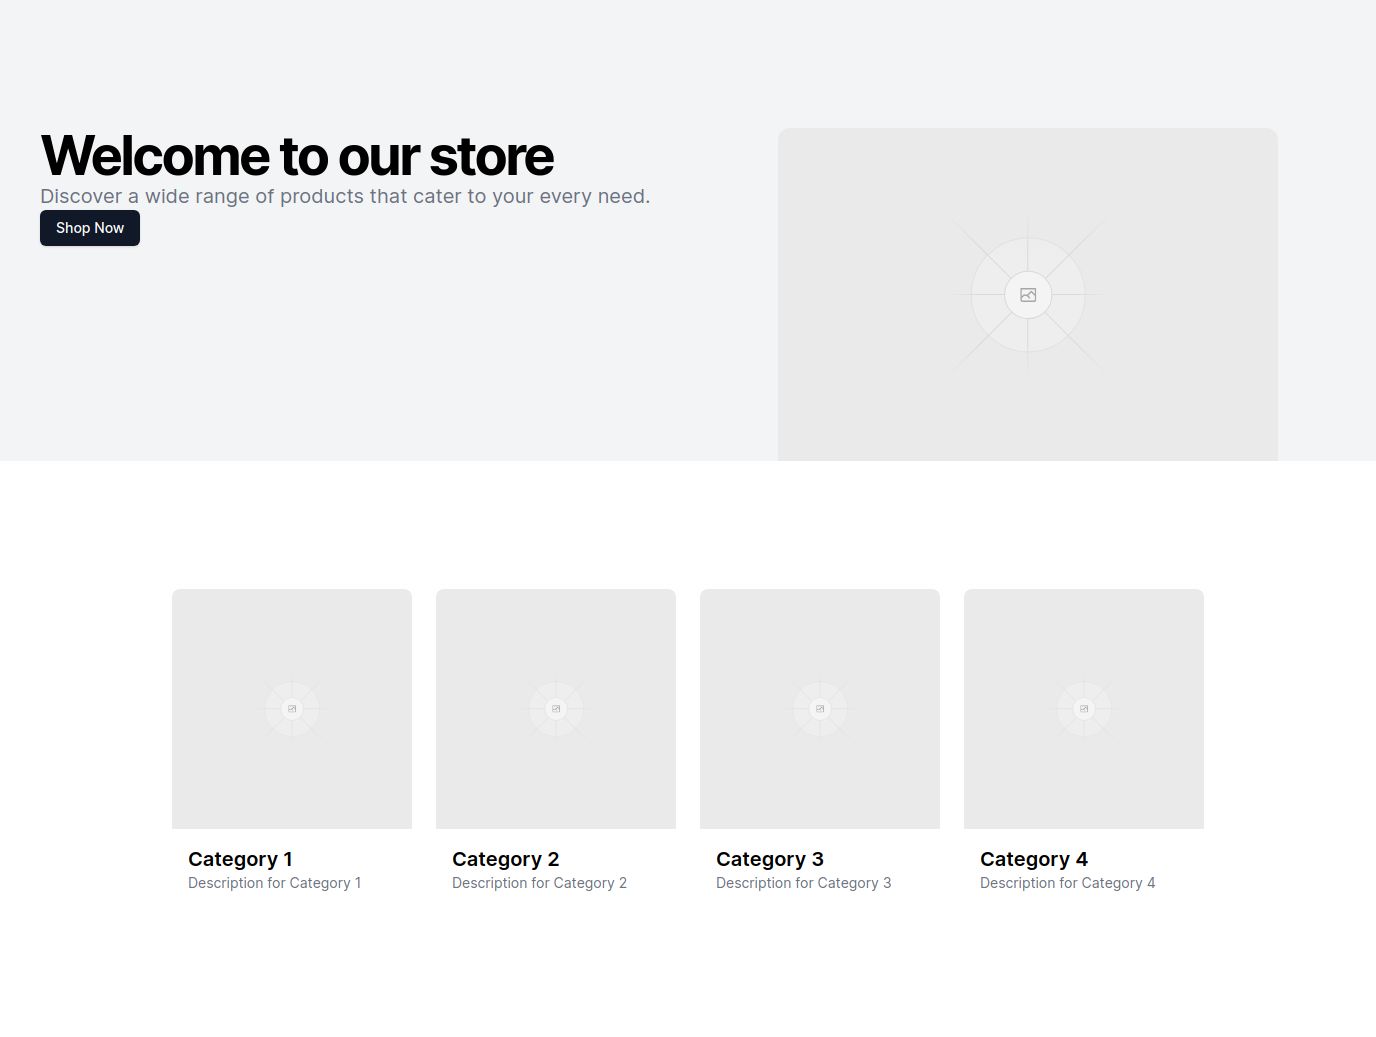 Welcome to our store
Discover a wide range of products that cater to your every need.
Shop Now
Category 1
Description for Category 1
Category 2
Description for Category 2
Category 3
Description for Category 3
Category 4
Description for Category 4